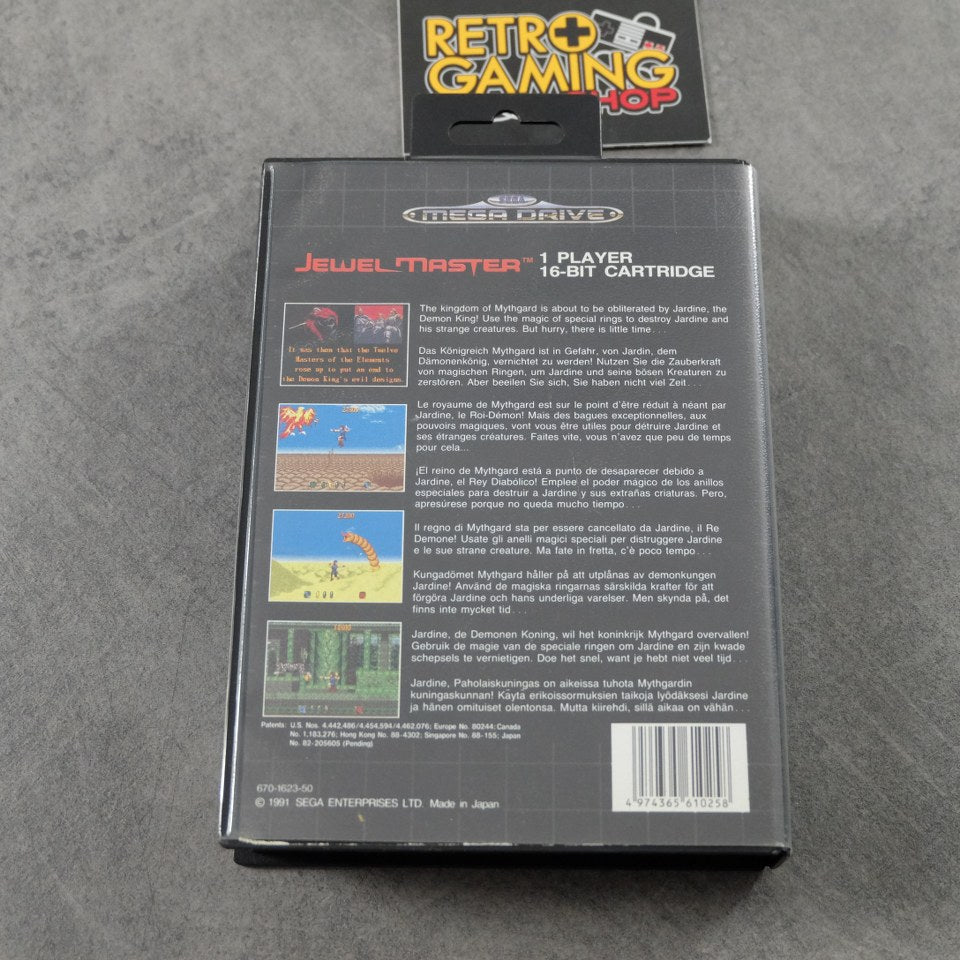 RETRO
GAMING
SHOP
SEGA
MEGA DRIVE
JEWEL MASTER™
1 PLAYER
16-BIT CARTRIDGE
It was then that the Twelve
Masters of the Elements
rose up to put an end to
the Demon King's evil designs.
The kingdom of Mythgard is about to be obliterated by Jardine, the
Demon King! Use the magic of special rings to destroy Jardine and
his strange creatures. But hurry, there is little time...
Das Königreich Mythgard ist in Gefahr, von Jardin, dem
Dämonenkönig, vernichtet zu werden! Nutzen Sie die Zauberkraft
von magischen Ringen, um Jardine und seine bösen Kreaturen zu
zerstören. Aber beeilen Sie sich, Sie haben nicht viel Zeit...
Le royaume de Mythgard est sur le point d'être réduit à néant par
Jardine, le Roi-Démon! Mais des bagues exceptionnelles, aux
pouvoirs magiques, vont vous être utiles pour détruire Jardine et
ses étranges créatures. Faites vite, vous n'avez que peu de temps
pour cela...
¡El reino de Mythgard está a punto de desaparecer debido a
Jardine, el Rey Diabólico! Emplee el poder mágico de los anillos
especiales para destruir a Jardine y sus extrañas criaturas. Pero,
apresúrese porque no queda mucho tiempo...
Il regno di Mythgard sta per essere cancellato da Jardine, il Re
Demone! Usate gli anelli magici speciali per distruggere Jardine
e le sue strane creature. Ma fate in fretta, c'è poco tempo...
Kungadömet Mythgard håller på att utplånas av demonkungen
Jardine! Använd de magiska ringarnas särskilda krafter för att
förgöra Jardine och hans underliga varelser. Men skynda på, det
finns inte mycket tid...
Jardine, de Demonen Koning, wil het koninkrijk Mythgard overvallen!
Gebruik de magie van de speciale ringen om Jardine en zijn kwade
schepsels te vernietigen. Doe het snel, want je hebt niet veel tijd...
Jardine, Paholaiskuningas on aikeissa tuhota Mythgardin
kuningaskunnan! Käytä erikoissormuksien taikoja lyödäksesi Jardine
ja hänen omituiset olentonsa. Mutta kiirehdi, sillä aikaa on vähän...
Patents: U.S. Nos. 4,442,486/4,454,594/4,462,076; Europe No. 80244; Canada
No. 1,183,276; Hong Kong No. 88-4302; Singapore No. 88-155; Japan
No. 82-205605 (Pending)
670-1623-50
© 1991 SEGA ENTERPRISES LTD. Made in Japan
4 974365 610258